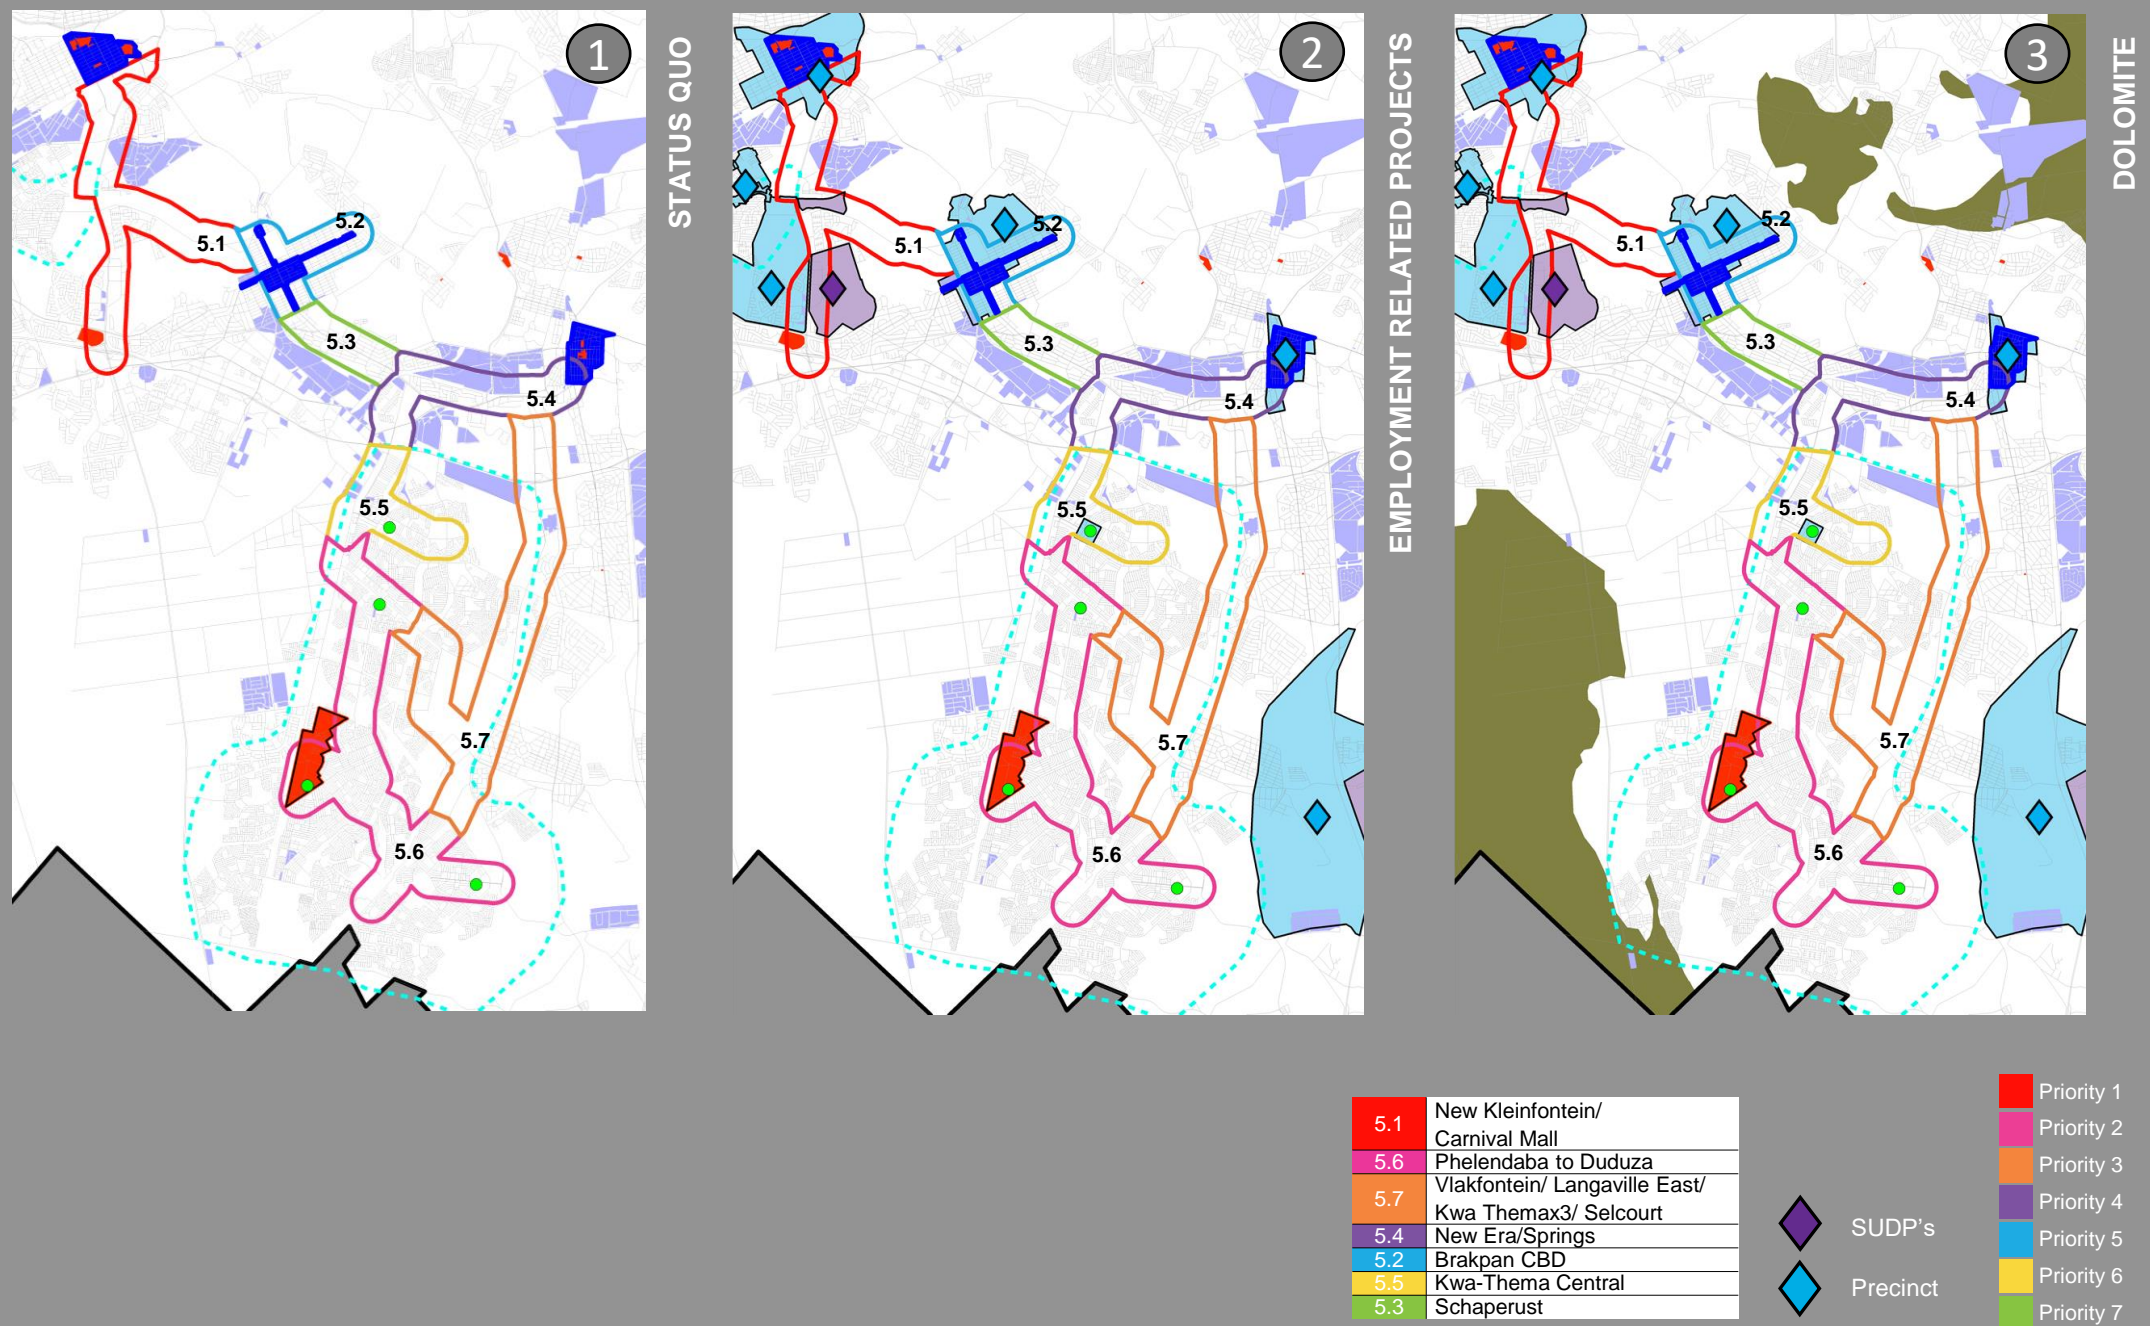 1
STATUS QUO
5.1
5.2
5.3
5.4
5.5
5.7
5.6
2
EMPLOYMENT RELATED PROJECTS
5.1
5.2
5.3
5.4
5.5
5.7
5.6
3
DOLOMITE
5.1
5.2
5.3
5.4
5.5
5.7
5.6
5.1 New Kleinfontein/
Carnival Mall
5.6 Phelendaba to Duduza
5.7 Vlakfontein/ Langaville East/
Kwa Themax3/ Selcourt
5.4 New Era/Springs
5.2 Brakpan CBD
5.5 Kwa-Thema Central
5.3 Schaperust
SUDP's
Precinct
Priority 1
Priority 2
Priority 3
Priority 4
Priority 5
Priority 6
Priority 7